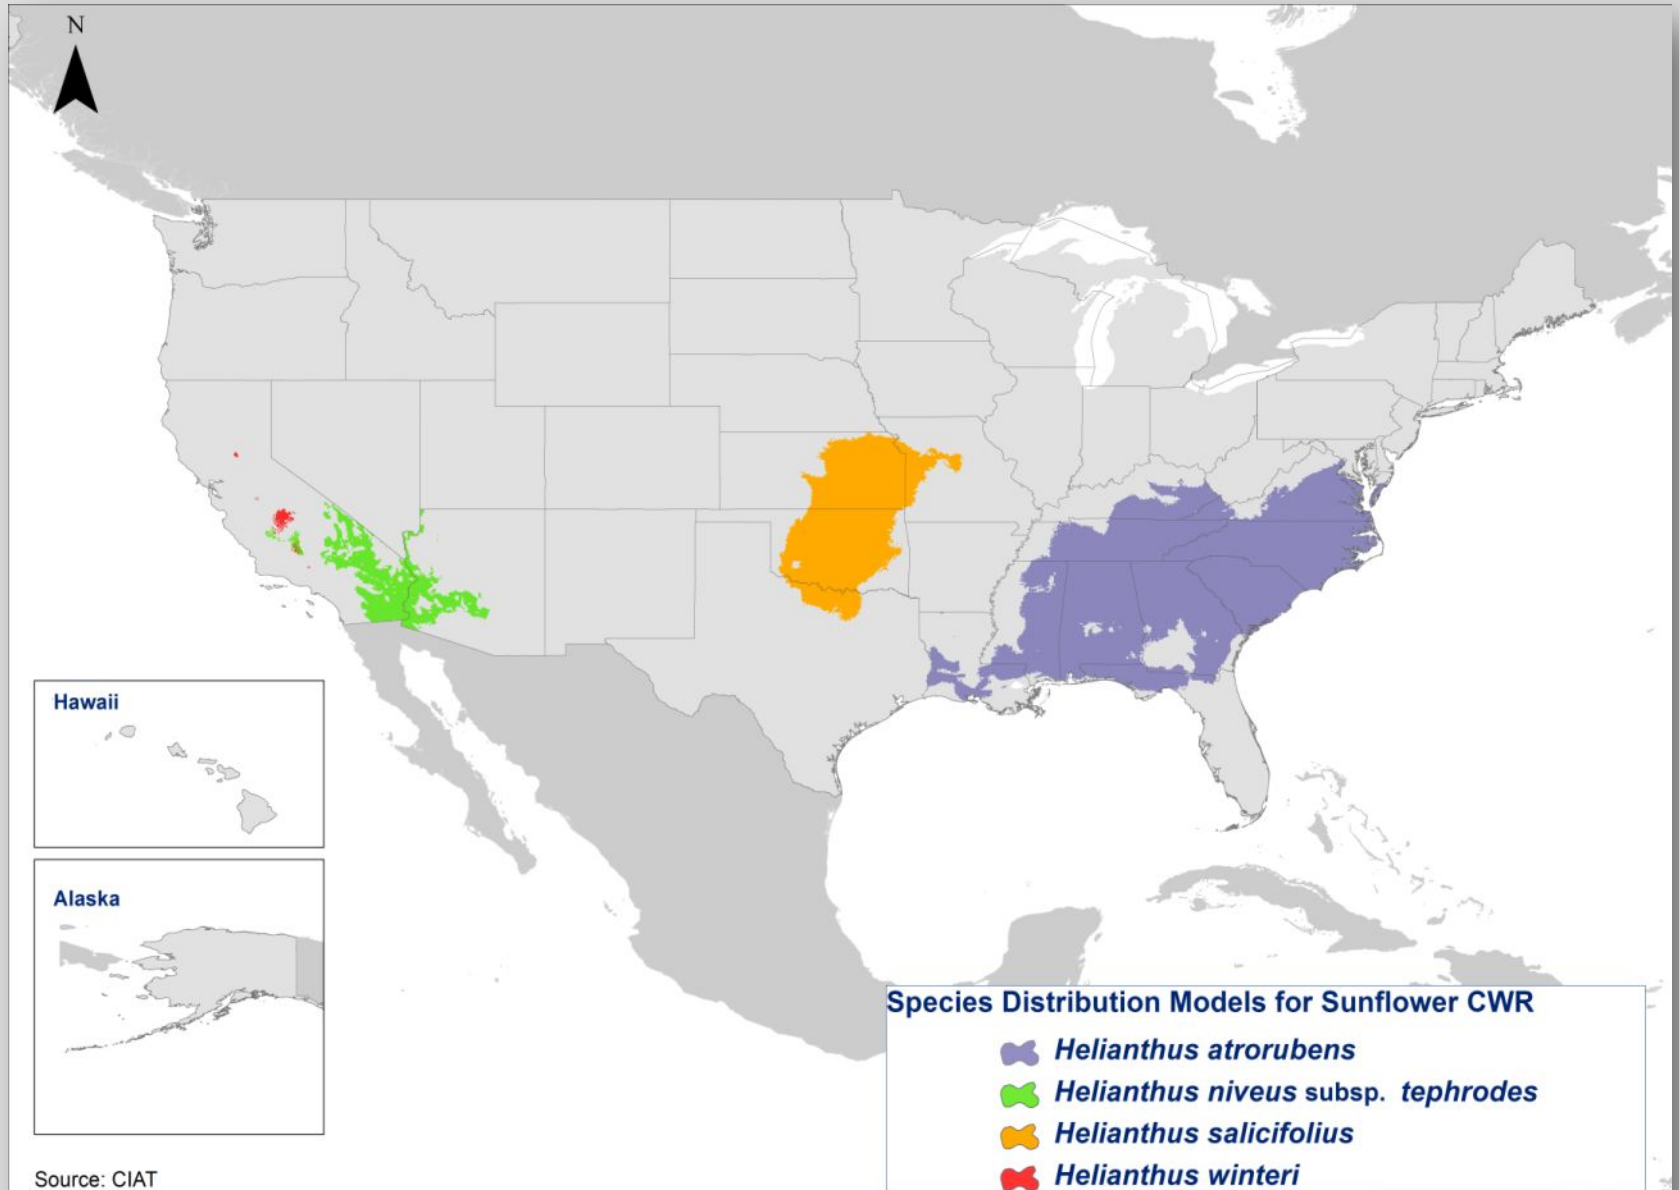 N
Hawaii
Alaska
Species Distribution Models for Sunflower CWR
Helianthus atrorubens
Helianthus niveus subsp. tephrodes
Helianthus salicifolius
Helianthus winteri
Source: CIAT